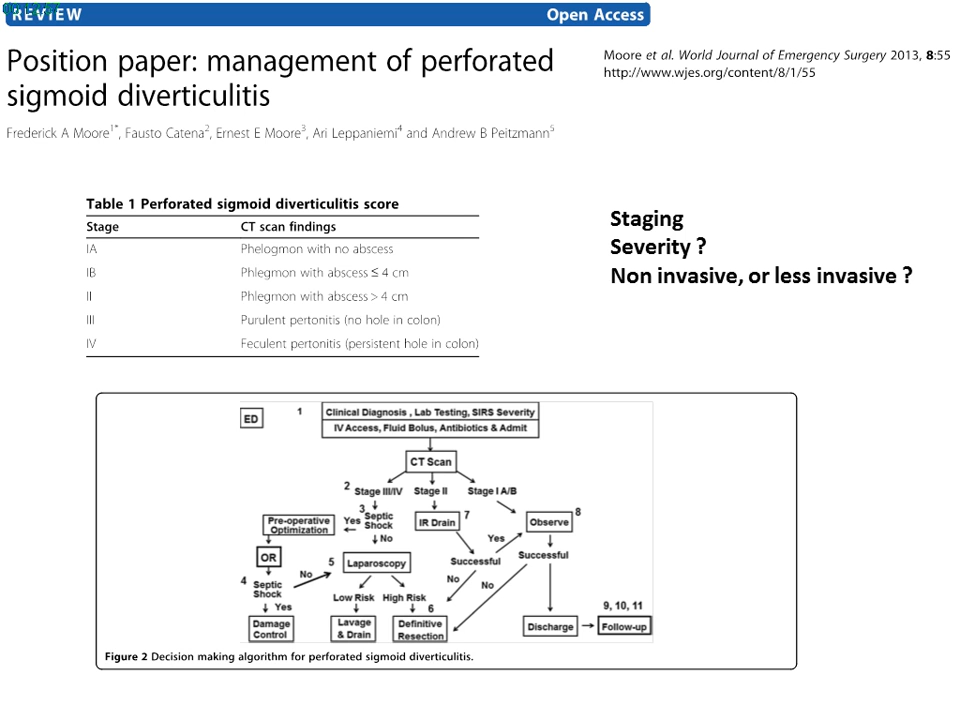 REVIEW
Open Access
Position paper: management of perforated
sigmoid diverticulitis
Moore et al. World Journal of Emergency Surgery 2013, 8:55
http://www.wjes.org/content/8/1/55
Frederick A Moore1*, Fausto Catena2, Ernest E Moore3, Ari Leppaniemi4 and Andrew B Peitzmann5
Table 1 Perforated sigmoid diverticulitis score
Stage CT scan findings
IA Phelogmon with no abscess
IB Phlegmon with abscess ≤ 4 cm
II Phlegmon with abscess > 4 cm
III Purulent pertonitis (no hole in colon)
IV Feculent pertonitis (persistent hole in colon)
Staging
Severity ?
Non invasive, or less invasive ?
ED
1
Clinical Diagnosis , Lab Testing, SIRS Severity
IV Access, Fluid Bolus, Antibiotics & Admit
CT Scan
2 Stage III/IV Stage II Stage I A/B
3
Septic
Shock
Yes
No
Pre-operative
Optimization
IR Drain 7
Observe 8
Yes
OR
5 Laparoscopy
Successful
Successful
4 Septic
Shock
No
Yes
Low Risk High Risk
No
No
6
9, 10, 11
Damage
Control
Lavage
& Drain
Definitive
Resection
Discharge
Follow-up
Figure 2 Decision making algorithm for perforated sigmoid diverticulitis.